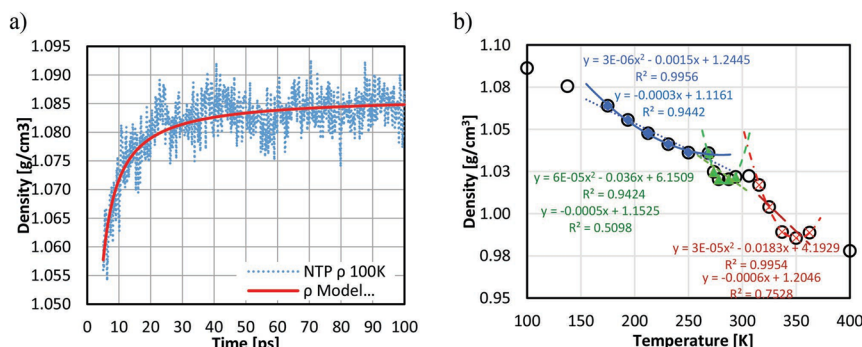 a)
Density [g/cm3]
1.095
1.090
1.085
1.080
1.075
1.070
1.065
1.060
1.055
1.050
NTP ρ 100K
ρ Model...
0 10 20 30 40 50 60 70 80 90 100
Time [ps]
b)
Density [g/cm³]
1.10
1.08
1.05
1.03
1.00
0.98
0.95
y = 3E-06x² - 0.0015x + 1.2445
R² = 0.9956
y = -0.0003x + 1.1161
R² = 0.9442
y = 6E-05x² - 0.036x + 6.1509
R² = 0.9424
y = -0.0005x + 1.1525
R² = 0.5098
y = 3E-05x² - 0.0183x + 4.1929
R² = 0.9954
y = -0.0006x + 1.2046
R² = 0.7528
100 150 200 250 300 350 400
Temperature [K]